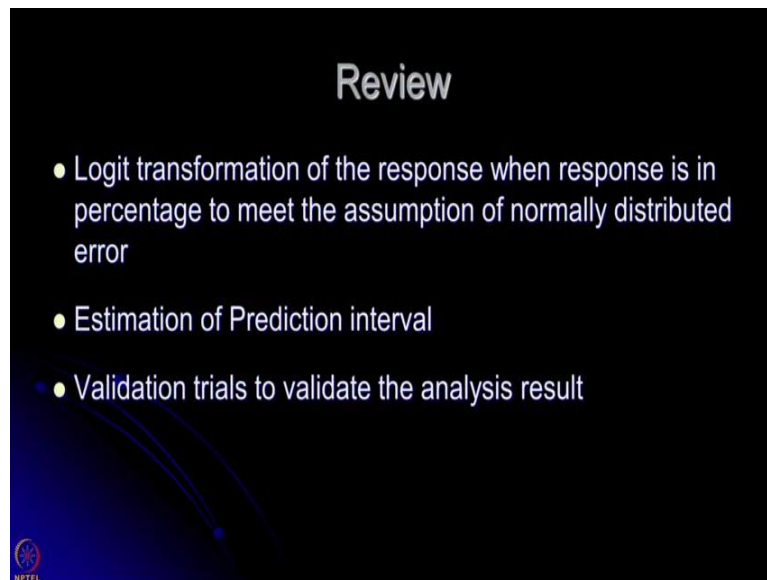 Review
• Logit transformation of the response when response is in
percentage to meet the assumption of normally distributed
error
• Estimation of Prediction interval
• Validation trials to validate the analysis result
NPTEL